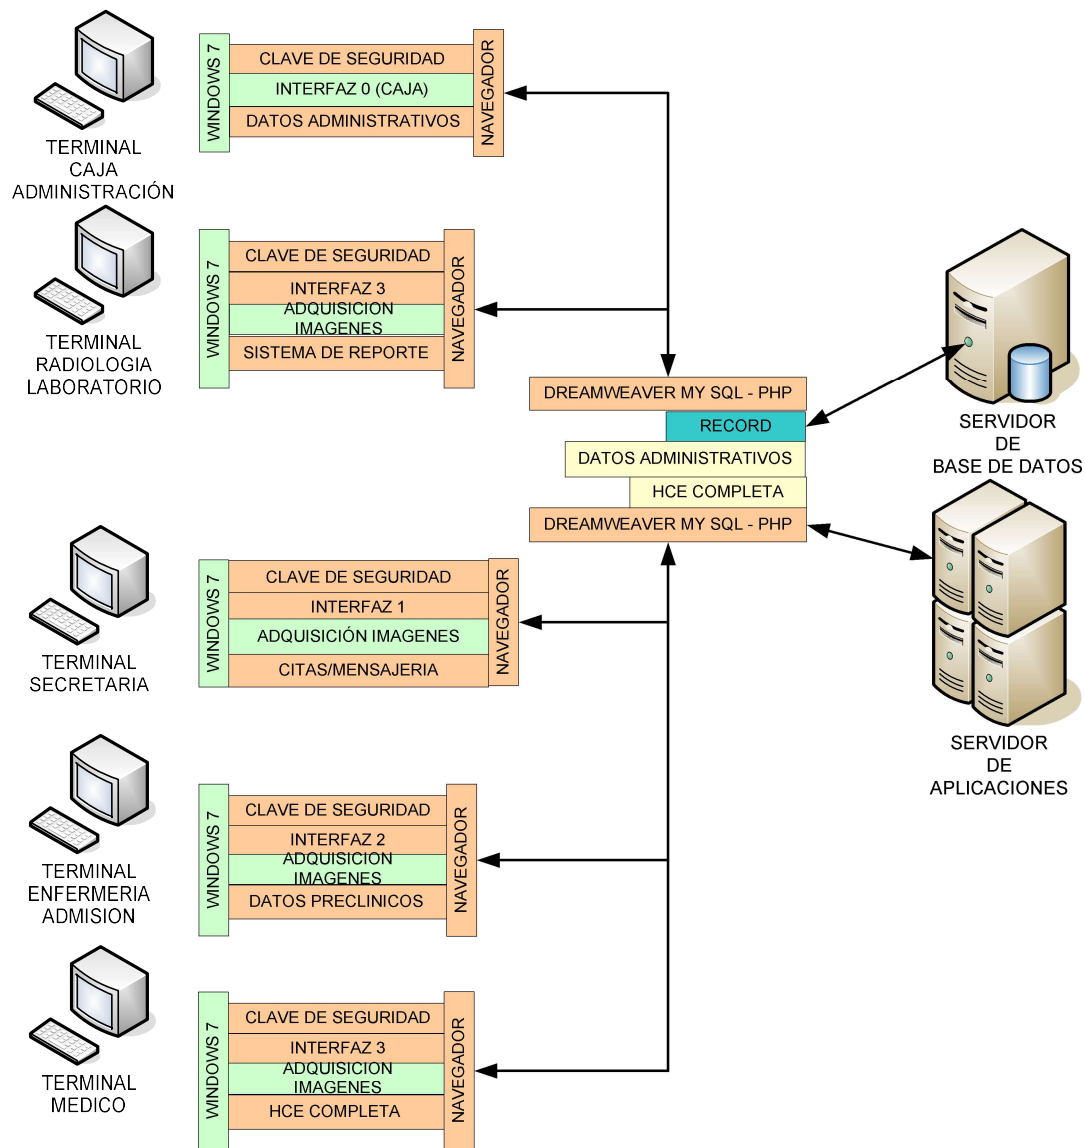 WINDOWS 7
CLAVE DE SEGURIDAD
INTERFAZ 0 (CAJA)
DATOS ADMINISTRATIVOS
NAVEGADOR
TERMINAL
CAJA
ADMINISTRACIÓN
WINDOWS 7
CLAVE DE SEGURIDAD
INTERFAZ 3
ADQUISICION
IMAGENES
SISTEMA DE REPORTE
NAVEGADOR
TERMINAL
RADIOLOGIA
LABORATORIO
DREAMWEAVER MY SQL - PHP
RECORD
DATOS ADMINISTRATIVOS
HCE COMPLETA
DREAMWEAVER MY SQL - PHP
SERVIDOR
DE
BASE DE DATOS
WINDOWS 7
CLAVE DE SEGURIDAD
INTERFAZ 1
ADQUISICIÓN IMAGENES
CITAS/MENSAJERIA
NAVEGADOR
TERMINAL
SECRETARIA
SERVIDOR
DE
APLICACIONES
WINDOWS 7
CLAVE DE SEGURIDAD
INTERFAZ 2
ADQUISICION
IMAGENES
DATOS PRECLINICOS
NAVEGADOR
TERMINAL
ENFERMERIA
ADMISION
WINDOWS 7
CLAVE DE SEGURIDAD
INTERFAZ 3
ADQUISICION
IMAGENES
HCE COMPLETA
NAVEGADOR
TERMINAL
MEDICO